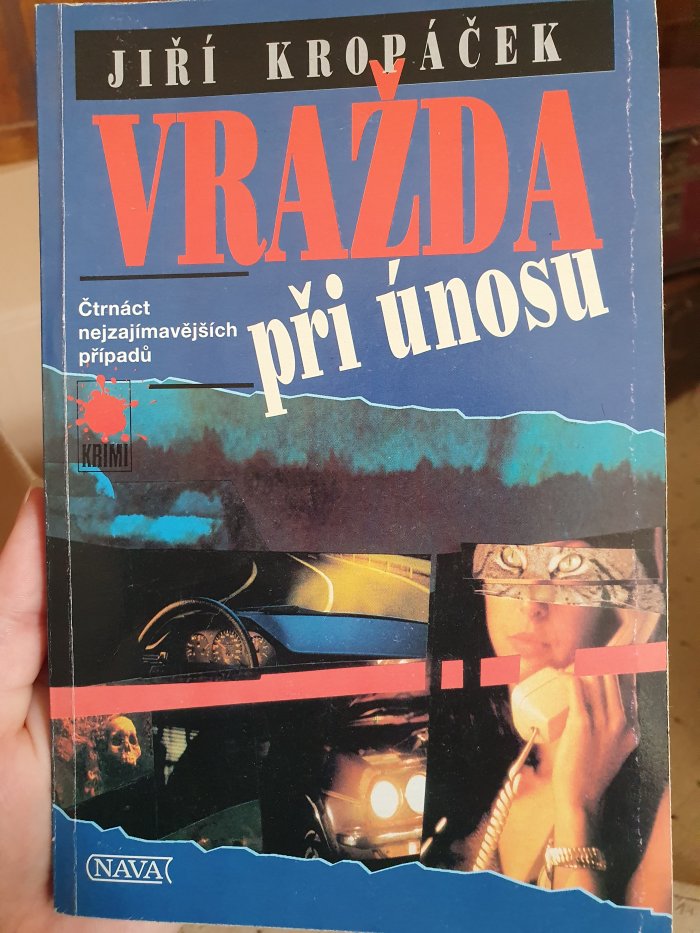 JIŘÍ KROPÁČEK
VRAŽDA
při únosu
Čtrnáct
nejzajímavějších
případů
KRIMI
NAVA